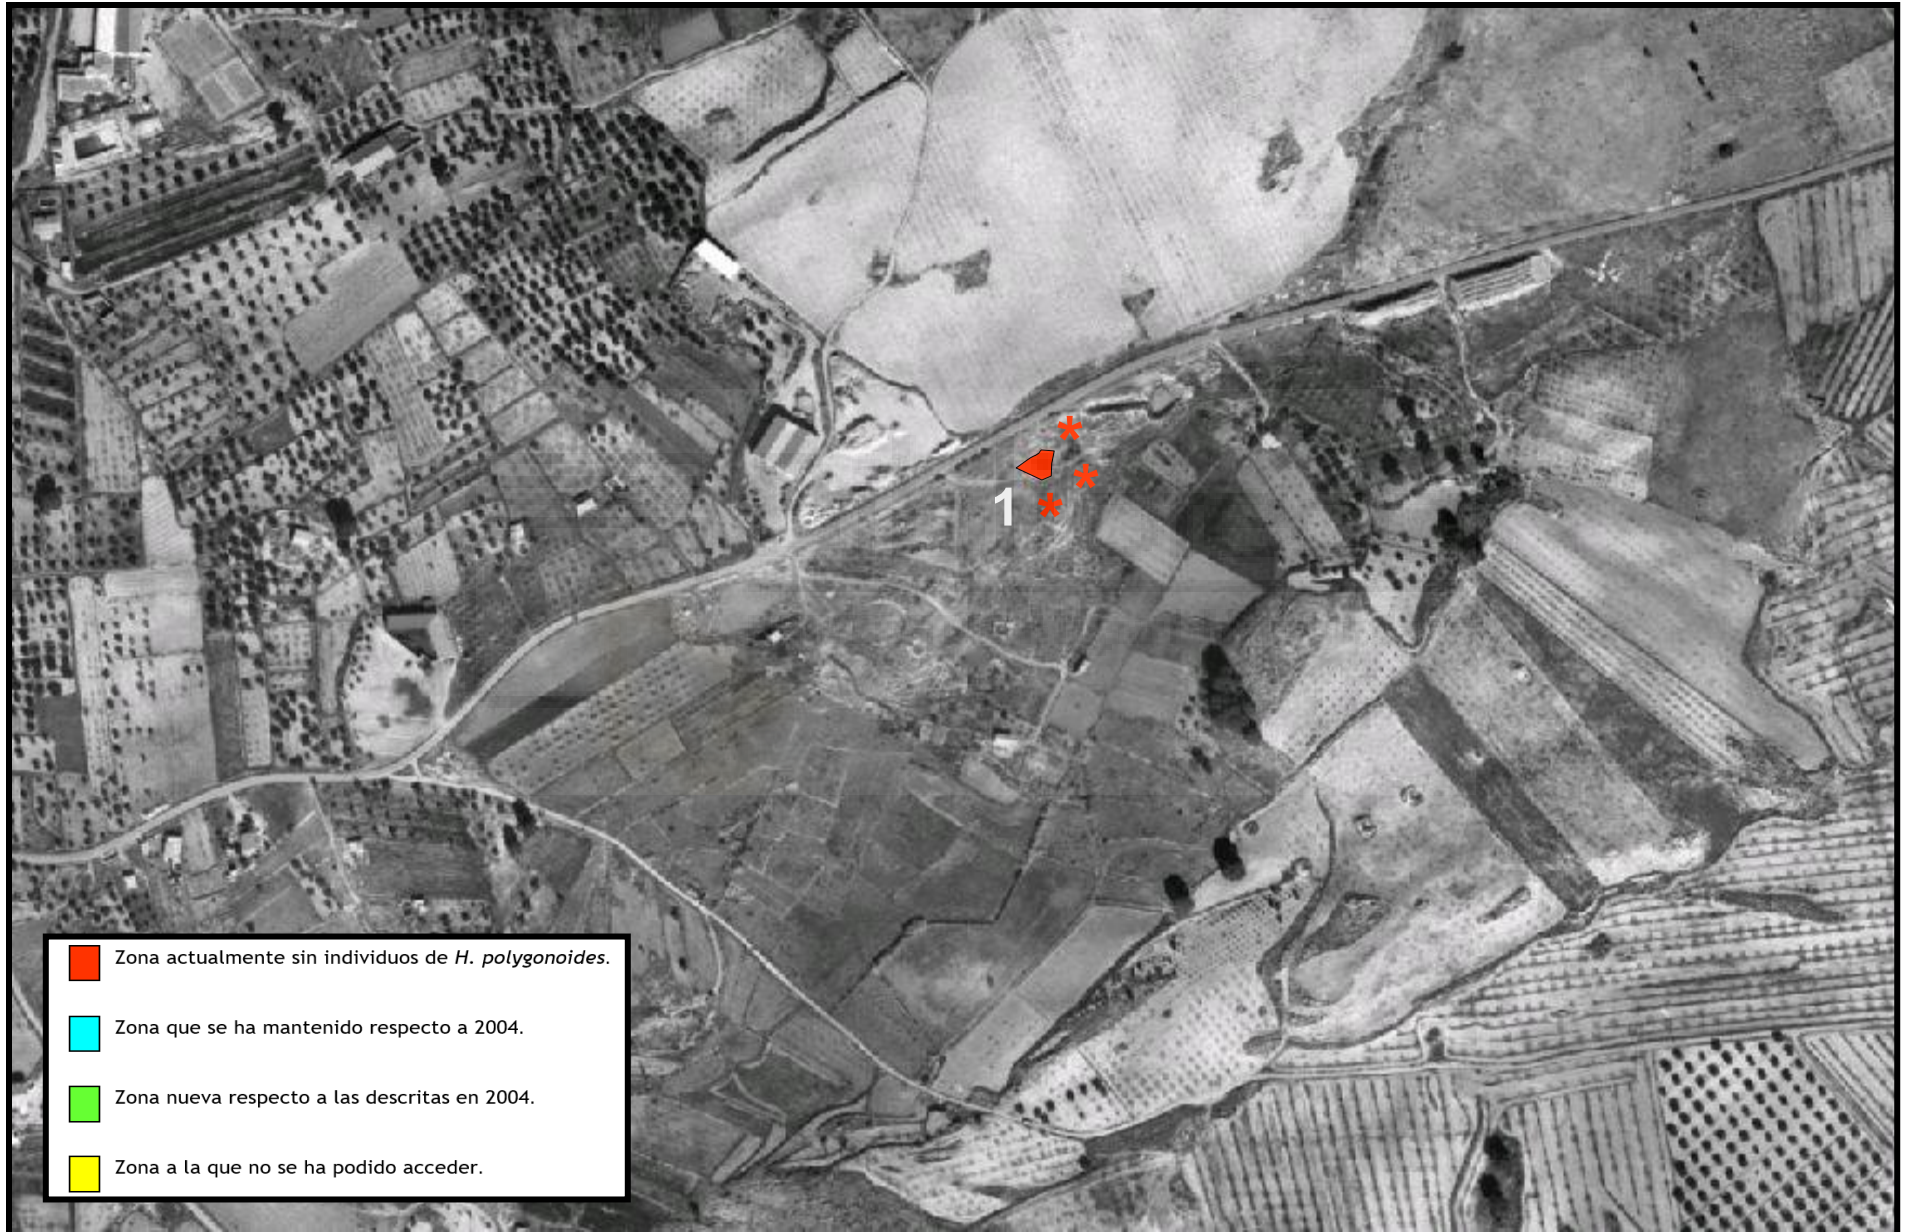 1
Zona actualmente sin individuos de H. polygonoides.
Zona que se ha mantenido respecto a 2004.
Zona nueva respecto a las descritas en 2004.
Zona a la que no se ha podido acceder.